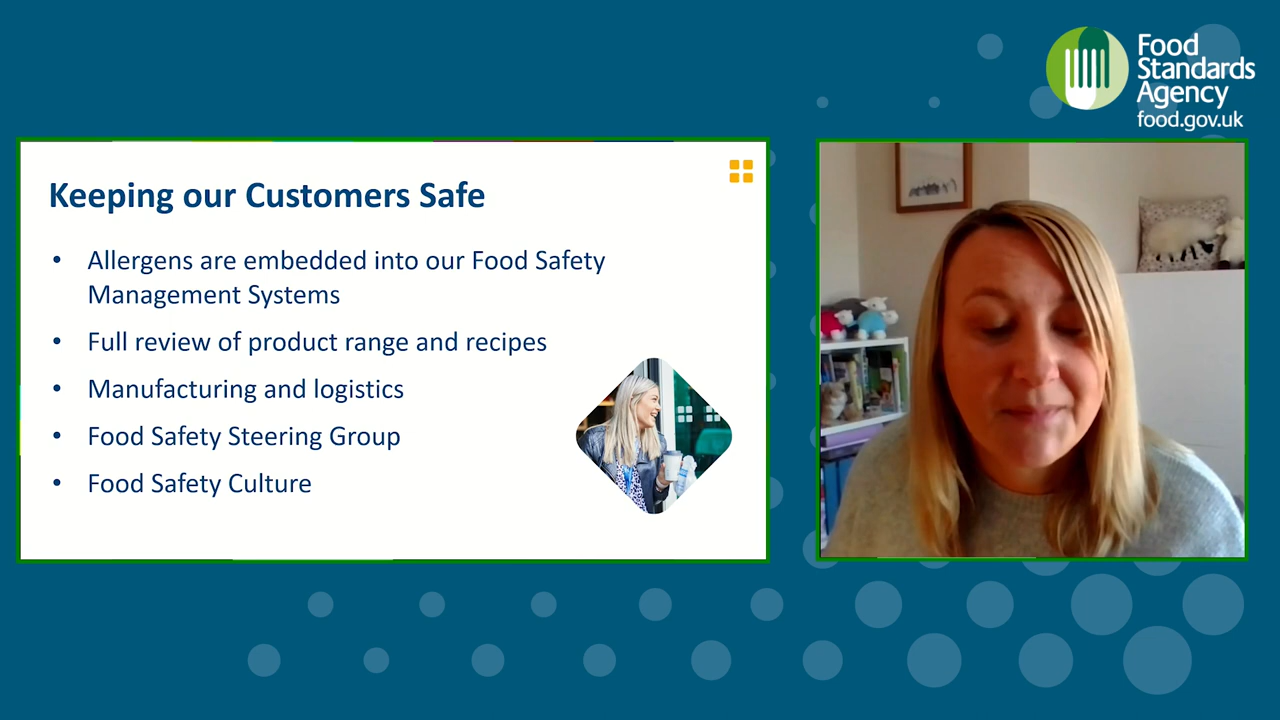 Food
Standards
Agency
food.gov.uk
Keeping our Customers Safe
• Allergens are embedded into our Food Safety
Management Systems
• Full review of product range and recipes
• Manufacturing and logistics
• Food Safety Steering Group
• Food Safety Culture